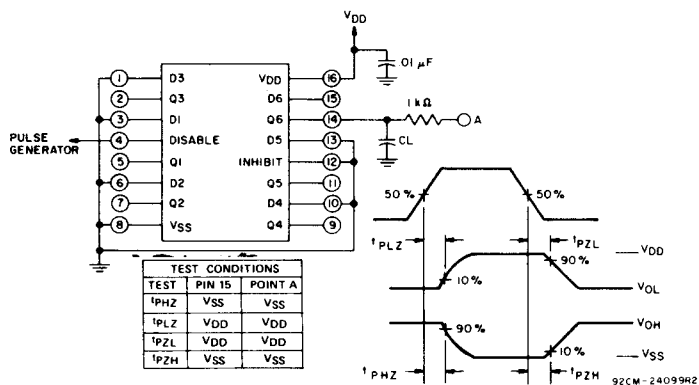 VDD
.01 µF
1 D3
2 Q3
3 D1
4 DISABLE
5 Q1
6 D2
7 Q2
8 VSS
VDD 16
D6 15
Q6 14
D5 13
INHIBIT 12
Q5 11
D4 10
Q4 9
PULSE
GENERATOR
1 kΩ
A
CL
50%
50%
tPLZ
tPZL
VDD
10%
90%
VOL
90%
VOH
10%
VSS
tPHZ
tPZH
TEST CONDITIONS
TEST PIN 15 POINT A
tPHZ VSS VSS
tPLZ VDD VDD
tPZL VDD VDD
tPZH VSS VSS
92CM-24099R2